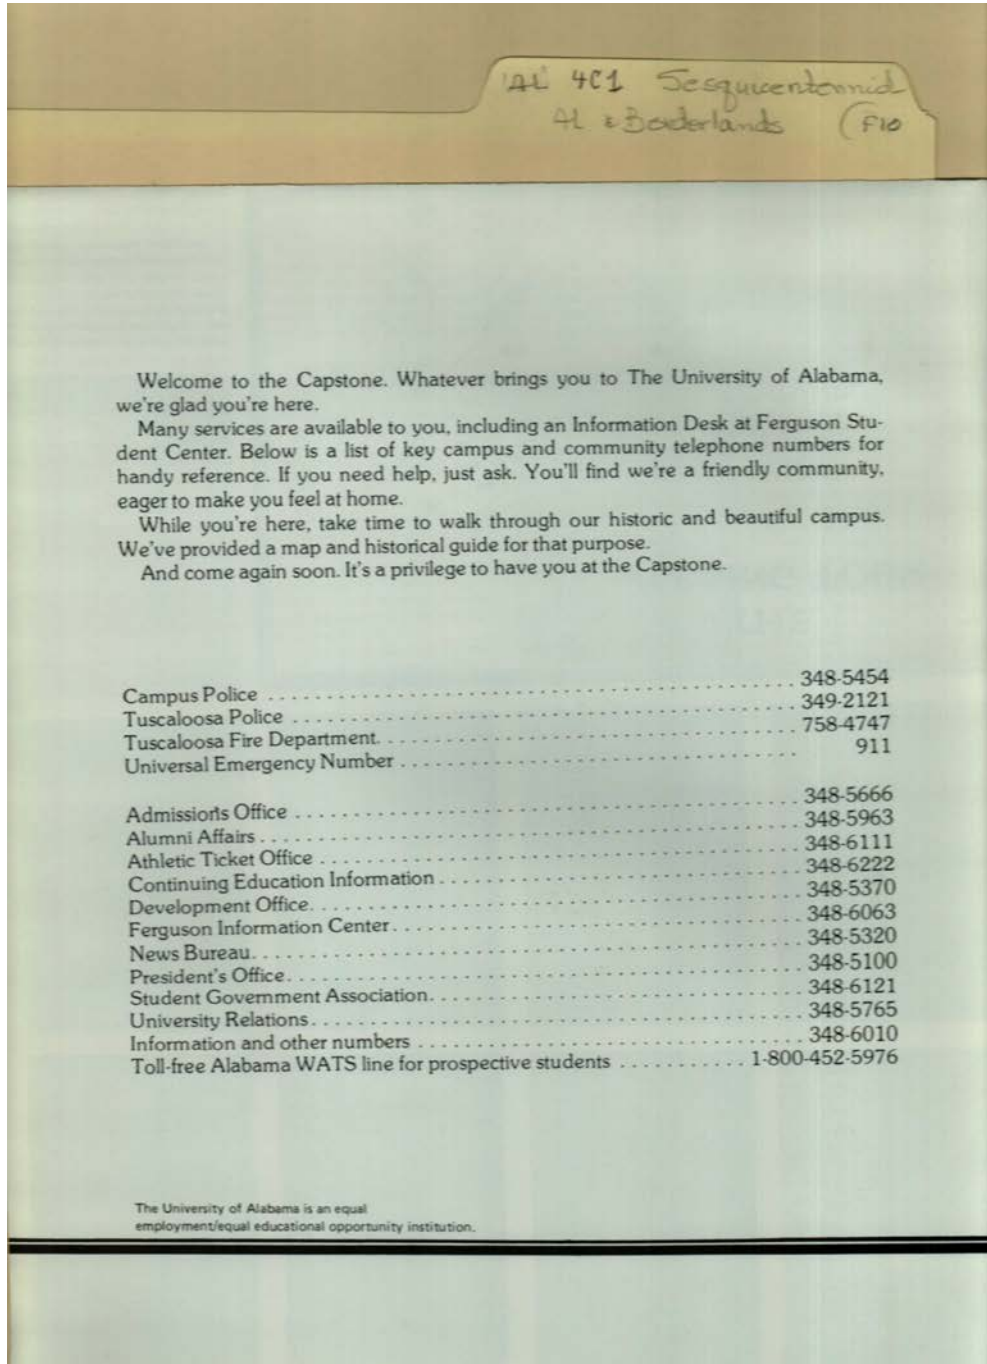 'AL' 4C1 Sesquicentennid
AL & Borderlands (F10
Welcome to the Capstone. Whatever brings you to The University of Alabama,
we're glad you're here.
Many services are available to you, including an Information Desk at Ferguson Stu-
dent Center. Below is a list of key campus and community telephone numbers for
handy reference. If you need help, just ask. You'll find we're a friendly community,
eager to make you feel at home.
While you're here, take time to walk through our historic and beautiful campus.
We've provided a map and historical guide for that purpose.
And come again soon. It's a privilege to have you at the Capstone.
Campus Police . . . . . . . . . . 348-5454
Tuscaloosa Police . . . . . . . . . . 349-2121
Tuscaloosa Fire Department. . . . . . . . . . 758-4747
Universal Emergency Number . . . . . . . . . . 911
Admissions Office . . . . . . . . . . 348-5666
Alumni Affairs . . . . . . . . . . 348-5963
Athletic Ticket Office . . . . . . . . . . 348-6111
Continuing Education Information . . . . . . . . . . 348-6222
Development Office. . . . . . . . . . 348-5370
Ferguson Information Center. . . . . . . . . . 348-6063
News Bureau. . . . . . . . . . 348-5320
President's Office. . . . . . . . . . 348-5100
Student Government Association. . . . . . . . . . 348-6121
University Relations. . . . . . . . . . 348-5765
Information and other numbers . . . . . . . . . . 348-6010
Toll-free Alabama WATS line for prospective students . . . . . . . . . . 1-800-452-5976
The University of Alabama is an equal
employment/equal educational opportunity institution.